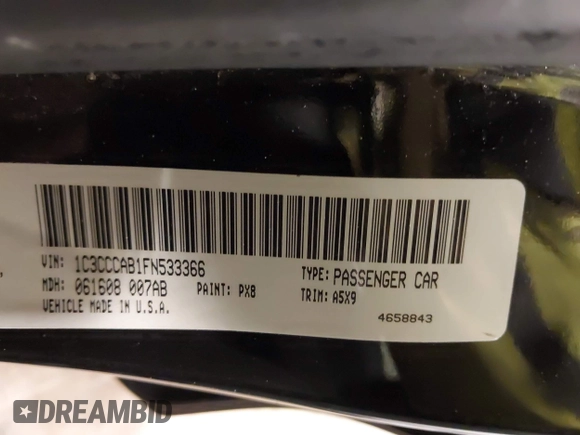 VIN: 1C3CCCAB1FN533366 TYPE: PASSENGER CAR
MDH: 061608 007AB PAINT: PX8 TRIM: A5X9
VEHICLE MADE IN U.S.A.
4658843
DREAMBID